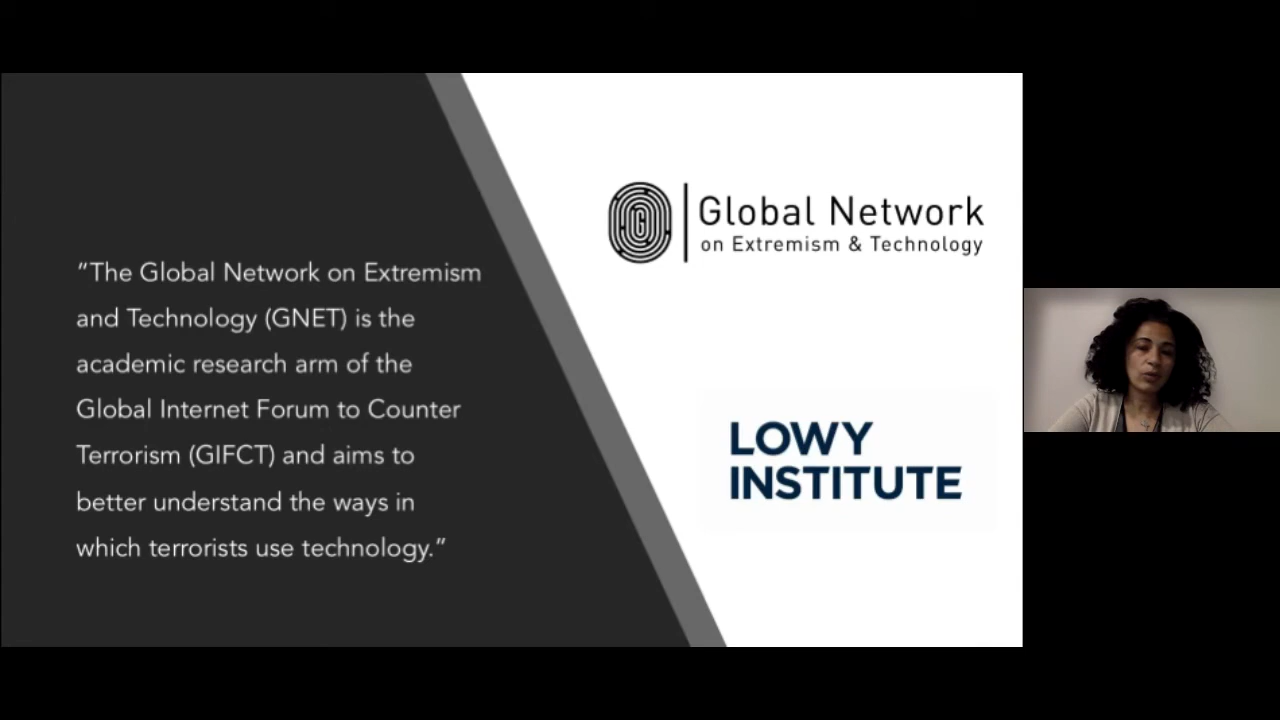 “The Global Network on Extremism
and Technology (GNET) is the
academic research arm of the
Global Internet Forum to Counter
Terrorism (GIFCT) and aims to
better understand the ways in
which terrorists use technology.”
G
Global Network
on Extremism & Technology
LOWY
INSTITUTE